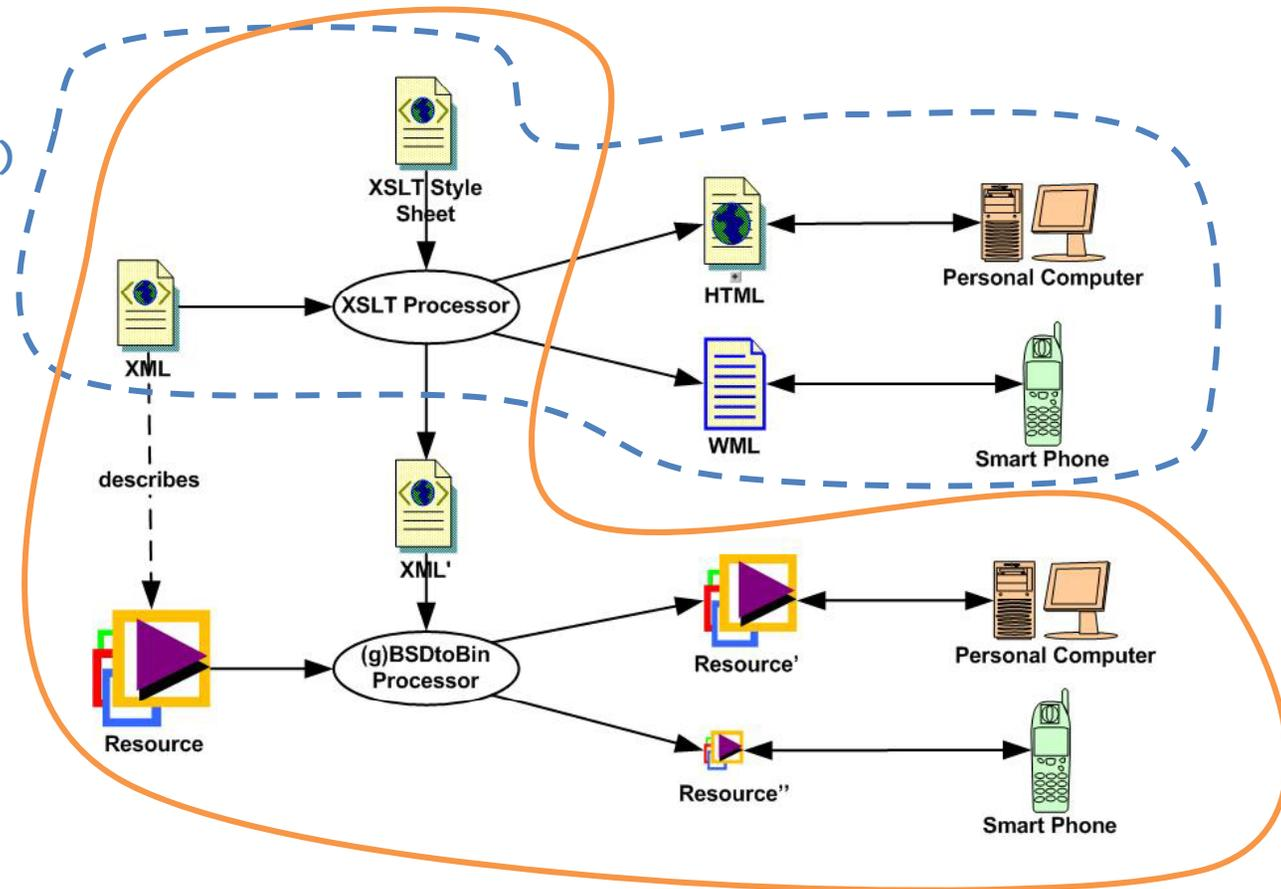 )
XSLT Style
Sheet
XML
XSLT Processor
HTML
Personal Computer
WML
Smart Phone
describes
XML'
Resource
(g)BSDtoBin
Processor
Resource’
Personal Computer
Resource’’
Smart Phone